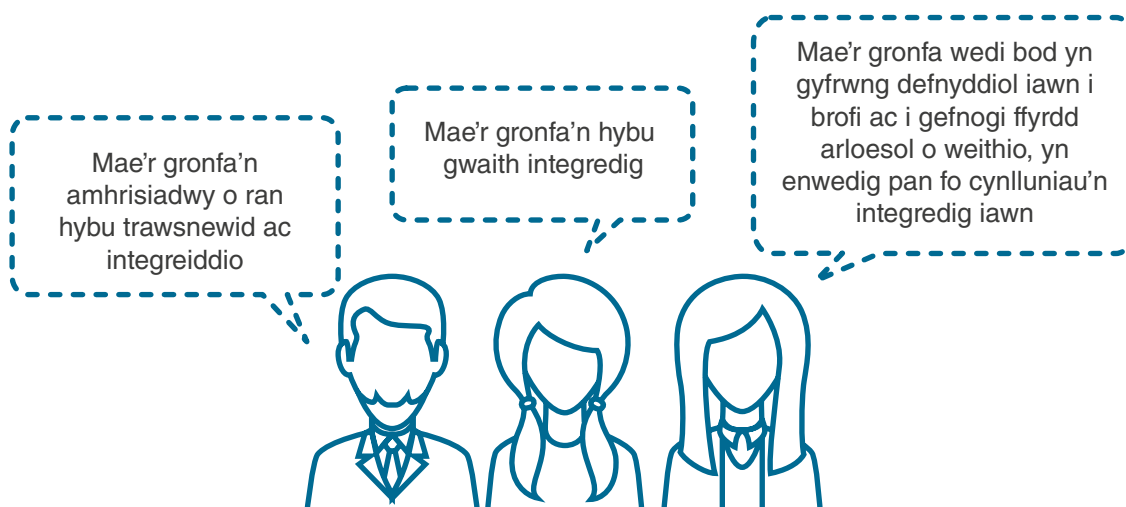 Mae'r gronfa'n
amhrisiadwy o ran
hybu trawsnewid ac
integreiddio
Mae'r gronfa'n hybu
gwaith integredig
Mae'r gronfa wedi bod yn
gyfrwng defnyddiol iawn i
brofi ac i gefnogi ffyrdd
arloesol o weithio, yn
enwedig pan fo cynlluniau'n
integredig iawn